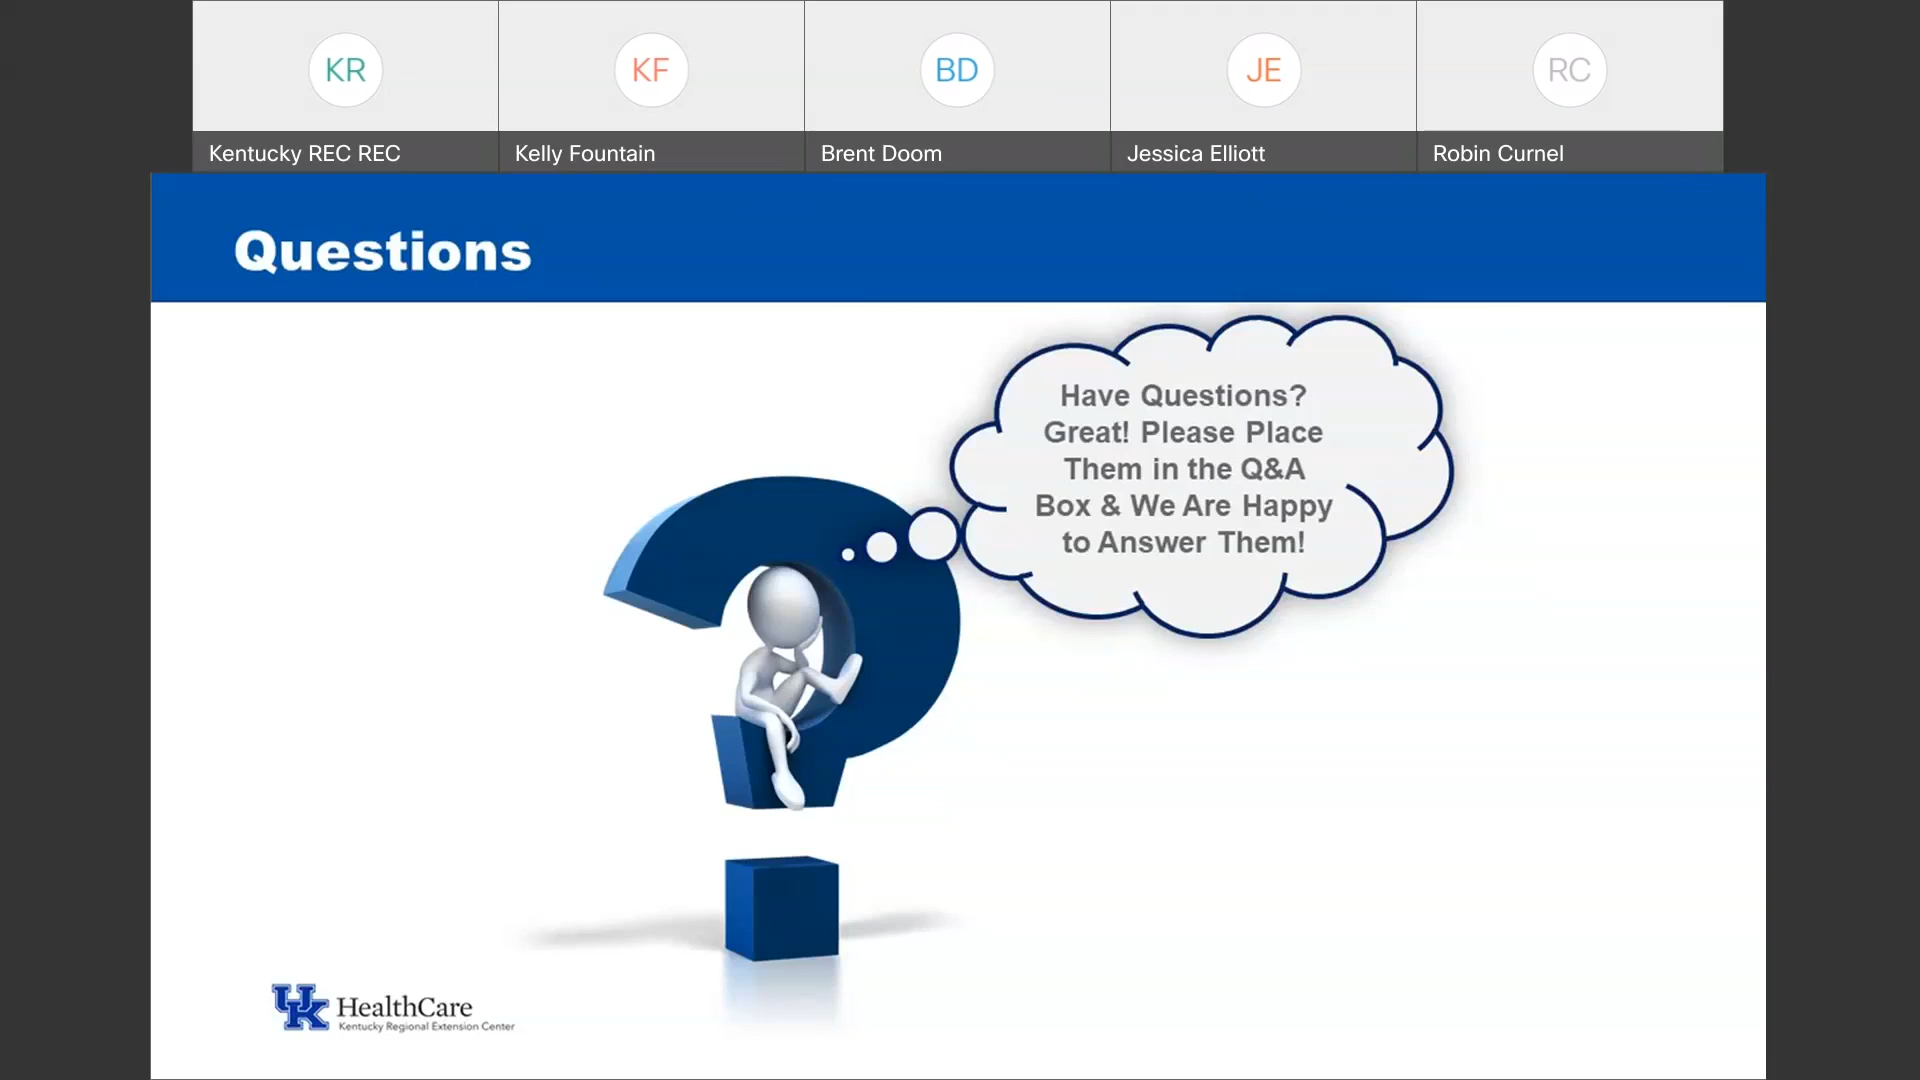 KR
KF
BD
JE
RC
Kentucky REC REC
Kelly Fountain
Brent Doom
Jessica Elliott
Robin Curnel
Questions
Have Questions?
Great! Please Place
Them in the Q&A
Box & We Are Happy
to Answer Them!
UK HealthCare
Kentucky Regional Extension Center